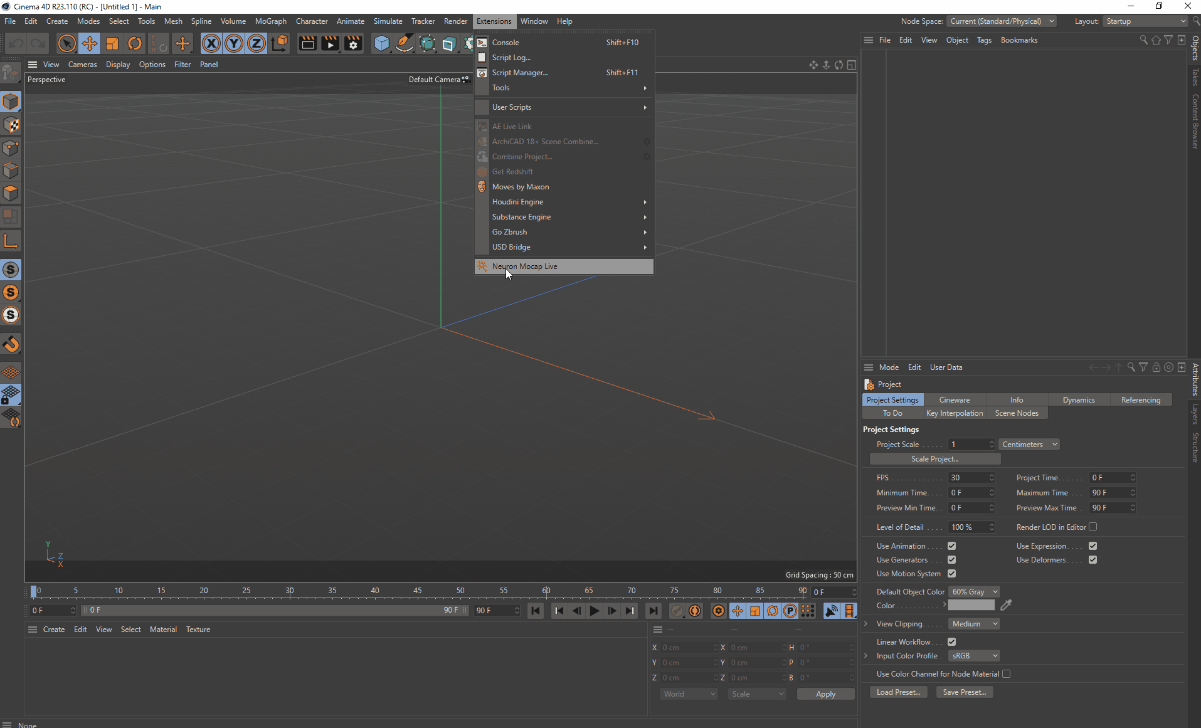 Cinema 4D R23.110 (RC) - [Untitled 1] - Main
File Edit Create Modes Select Tools Mesh Spline Volume MoGraph Character Animate Simulate Tracker Render Extensions Window Help
Node Space: Current (Standard/Physical) Layout: Startup
Console Shift+F10
Script Log...
Script Manager... Shift+F11
Tools
User Scripts
AE Live Link
ArchiCAD 18+ Scene Combine...
Combine Project...
Get Redshift
Moves by Maxon
Houdini Engine
Substance Engine
Go Zbrush
USD Bridge
Neuron Mocap Live
View Cameras Display Options Filter Panel
Perspective
Default Camera
Y
Z
X
Grid Spacing : 50 cm
File Edit View Object Tags Bookmarks
Objects
Takes
Content Browser
Mode Edit User Data
Attributes
Layers
Structure
Project
Project Settings Cineware Info Dynamics Referencing
To Do Key Interpolation Scene Nodes
Project Settings
Project Scale 1 Centimeters
Scale Project...
FPS 30 Project Time 0 F
Minimum Time 0 F Maximum Time 90 F
Preview Min Time 0 F Preview Max Time 90 F
Level of Detail 100 % Render LOD in Editor
Use Animation Use Expression
Use Generators Use Deformers
Use Motion System
Default Object Color 60% Gray
Color
View Clipping Medium
Linear Workflow
Input Color Profile sRGB
Use Color Channel for Node Material
Load Preset... Save Preset...
0 5 10 15 20 25 30 35 40 45 50 55 60 65 70 75 80 85 90 0 F
0 F 0 F 90 F 90 F
Create Edit View Select Material Texture
X 0 cm X 0 cm H 0 °
Y 0 cm Y 0 cm P 0 °
Z 0 cm Z 0 cm B 0 °
World Scale Apply
None